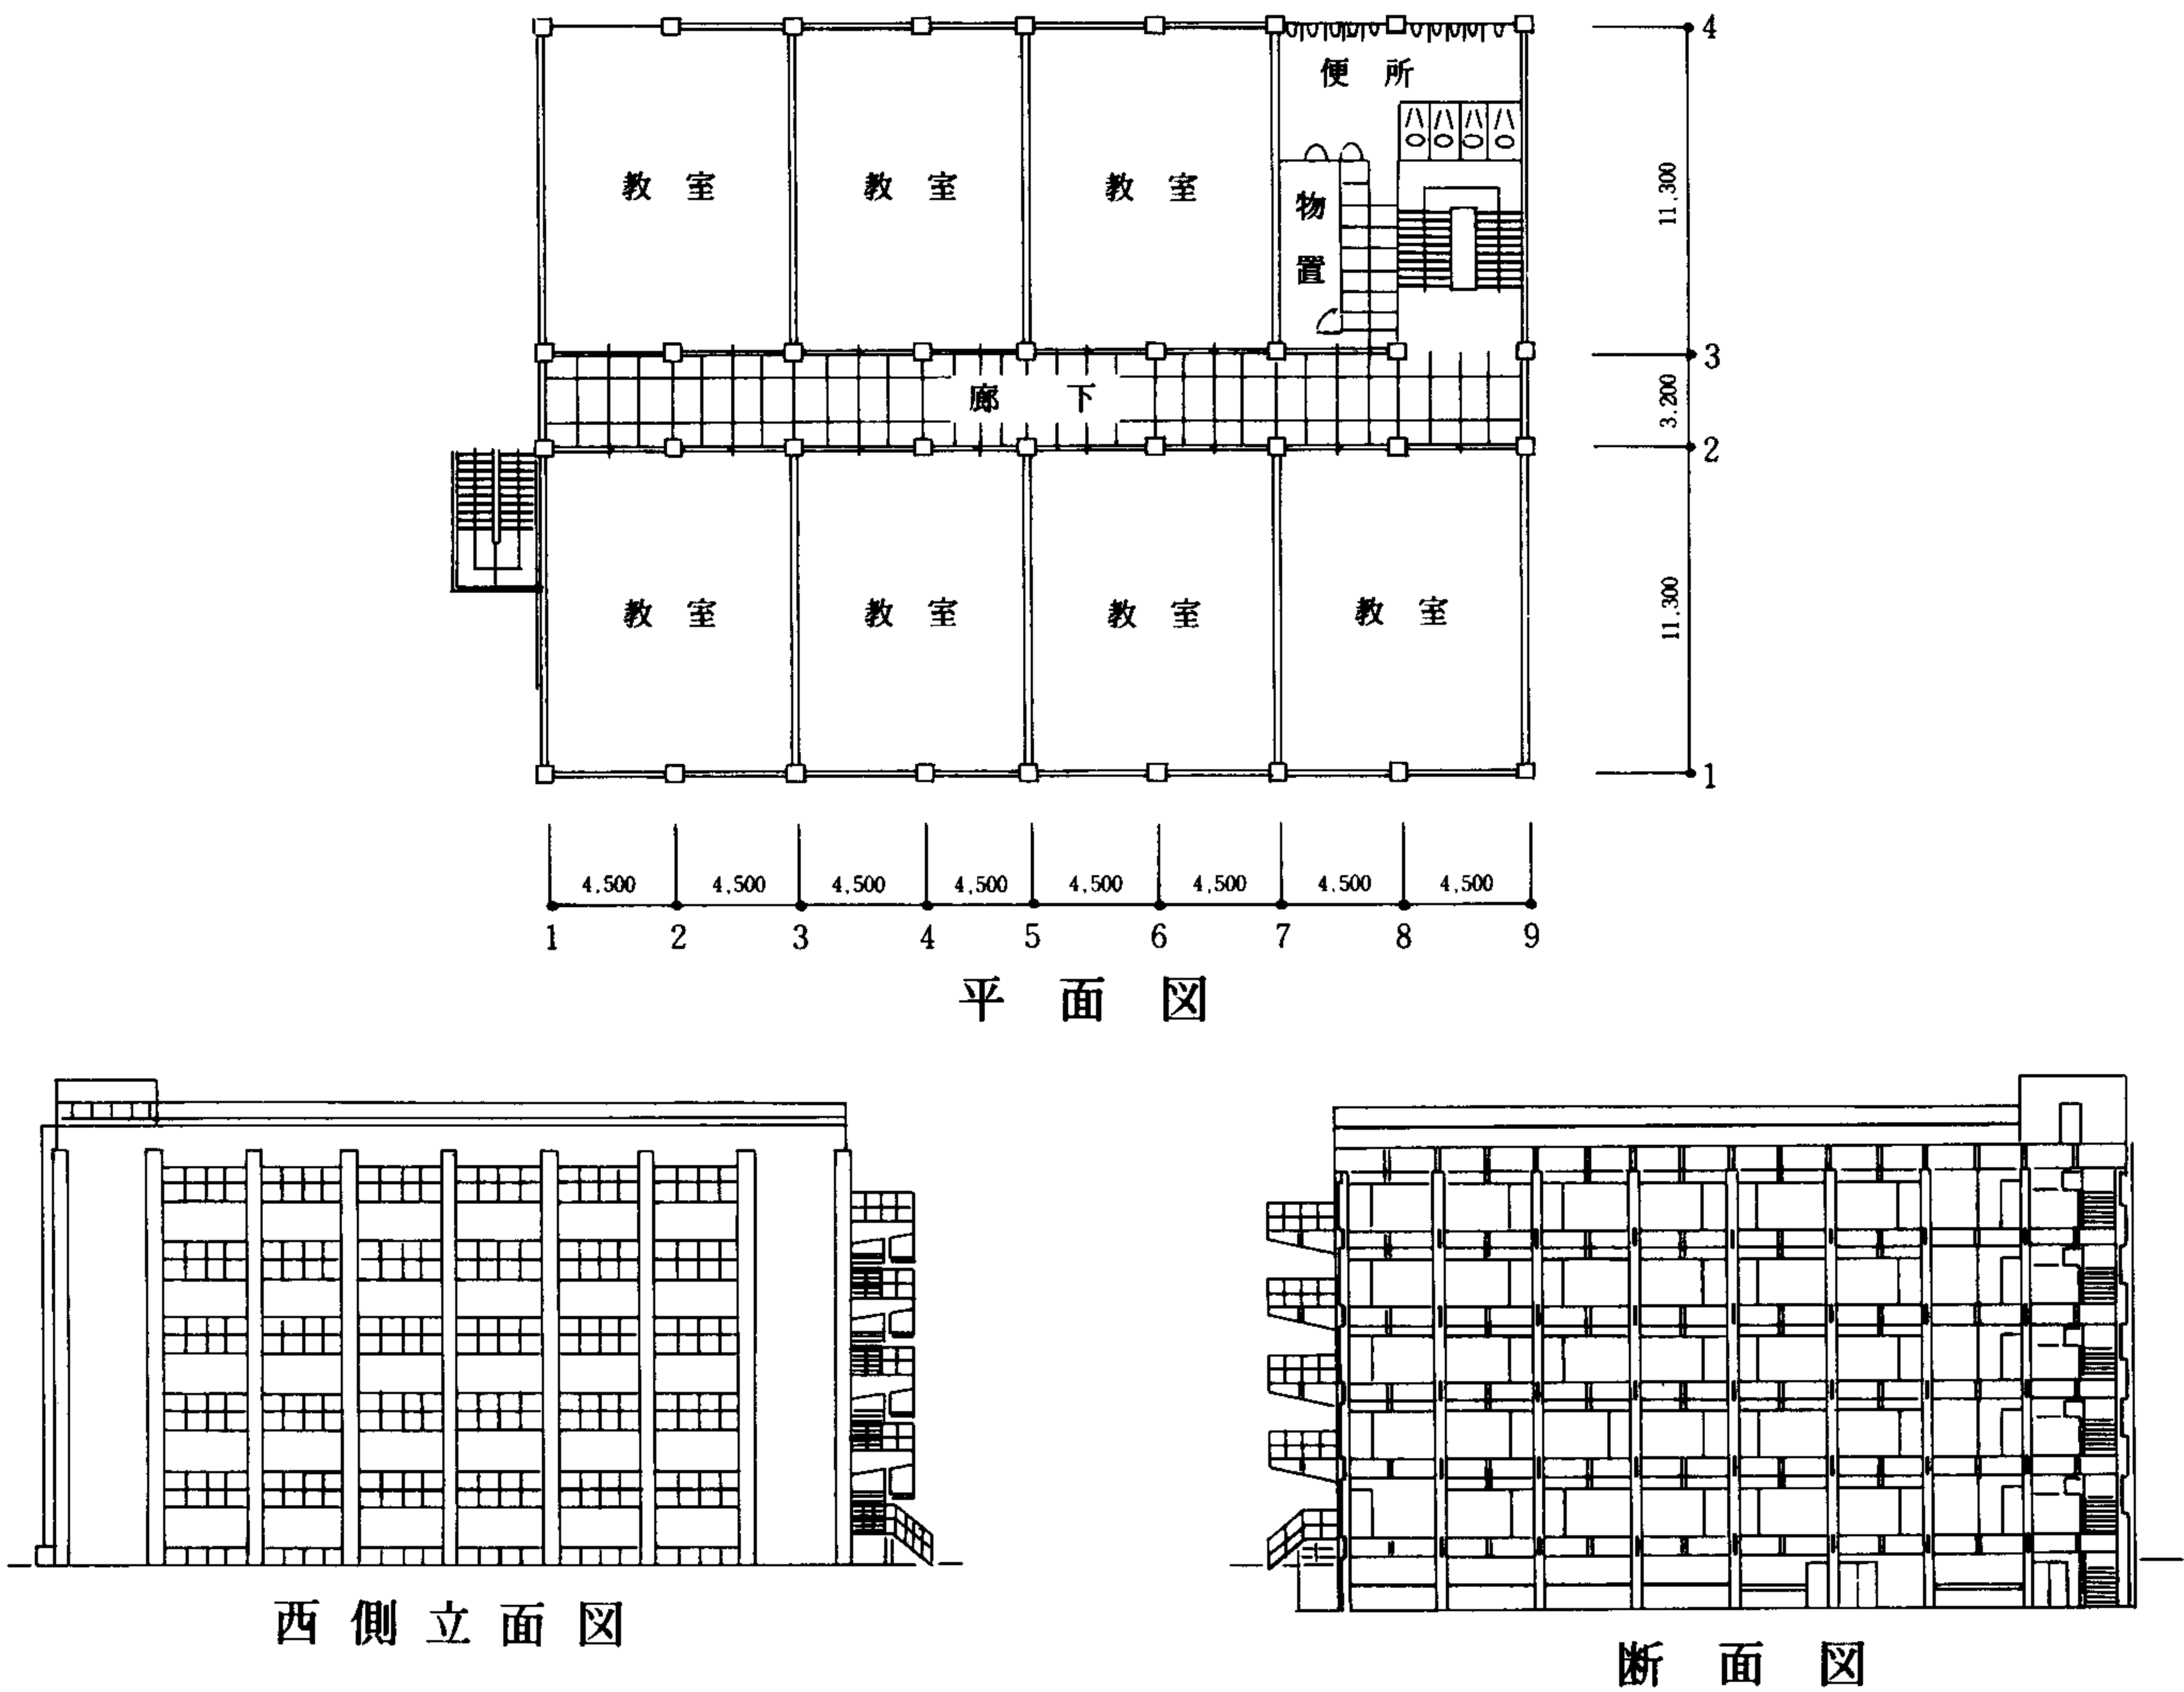 4
便所
11,300
教室 教室 教室
物置
3
廊下
3.200
2
11,300
教室 教室 教室 教室
1
4,500 4,500 4,500 4,500 4,500 4,500 4,500 4,500
1 2 3 4 5 6 7 8 9
平面図
西側立面図
断面図